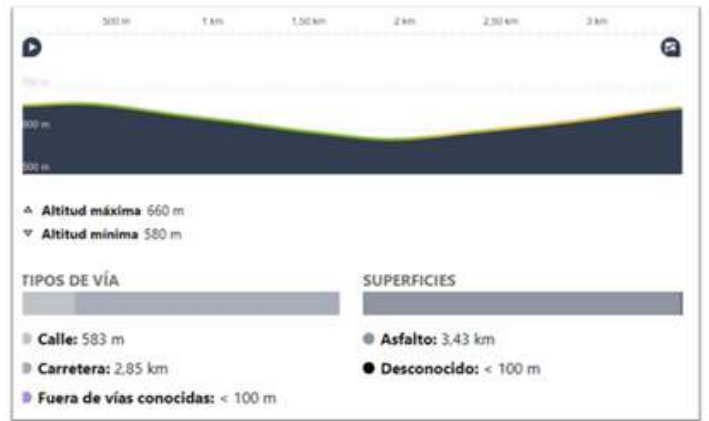 500 m 1 km 1,50 km 2 km 2,50 km 3 km
700 m
600 m
500 m
Altitud máxima 660 m
Altitud mínima 580 m
TIPOS DE VÍA SUPERFICIES
Calle: 583 m Asfalto: 3,43 km
Carretera: 2,85 km Desconocido: < 100 m
Fuera de vías conocidas: < 100 m